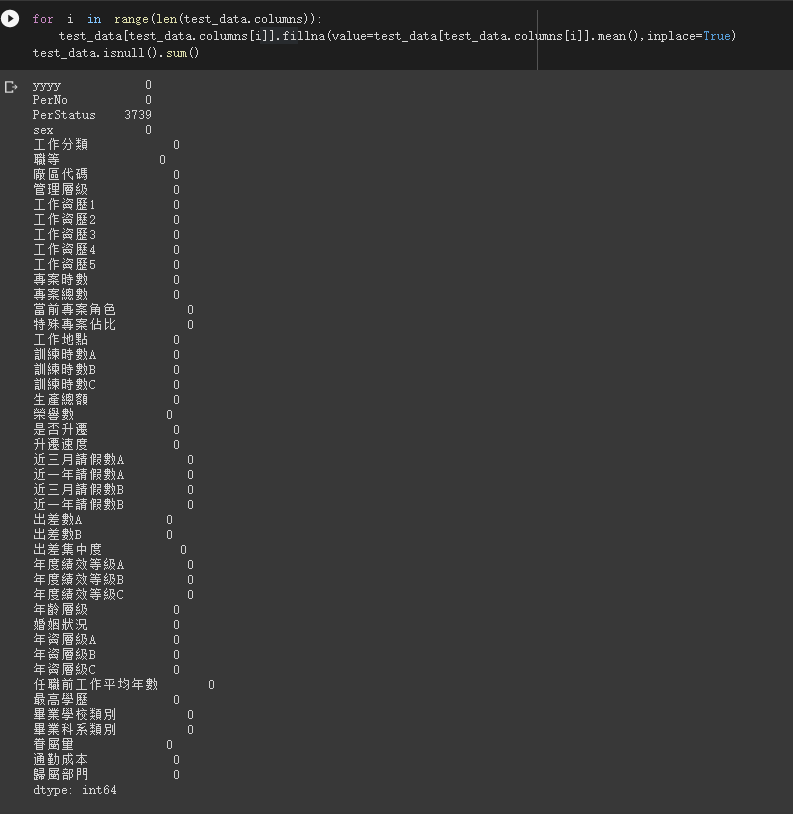 for i in range(len(test_data.columns)):
    test_data[test_data.columns[i]].fillna(value=test_data[test_data.columns[i]].mean(),inplace=True)
test_data.isnull().sum()
yyyy 0
PerNo 0
PerStatus 3739
sex 0
工作分類 0
職等 0
廠區代碼 0
管理層級 0
工作資歷1 0
工作資歷2 0
工作資歷3 0
工作資歷4 0
工作資歷5 0
專案時數 0
專案總數 0
當前專案角色 0
特殊專案佔比 0
工作地點 0
訓練時數A 0
訓練時數B 0
訓練時數C 0
生產總額 0
榮譽數 0
是否升遷 0
升遷速度 0
近三月請假數A 0
近一年請假數A 0
近三月請假數B 0
近一年請假數B 0
出差數A 0
出差數B 0
出差集中度 0
年度績效等級A 0
年度績效等級B 0
年度績效等級C 0
年齡層級 0
婚姻狀況 0
年資層級A 0
年資層級B 0
年資層級C 0
任職前工作平均年數 0
最高學歷 0
畢業學校類別 0
畢業科系類別 0
眷屬量 0
通勤成本 0
歸屬部門 0
dtype: int64